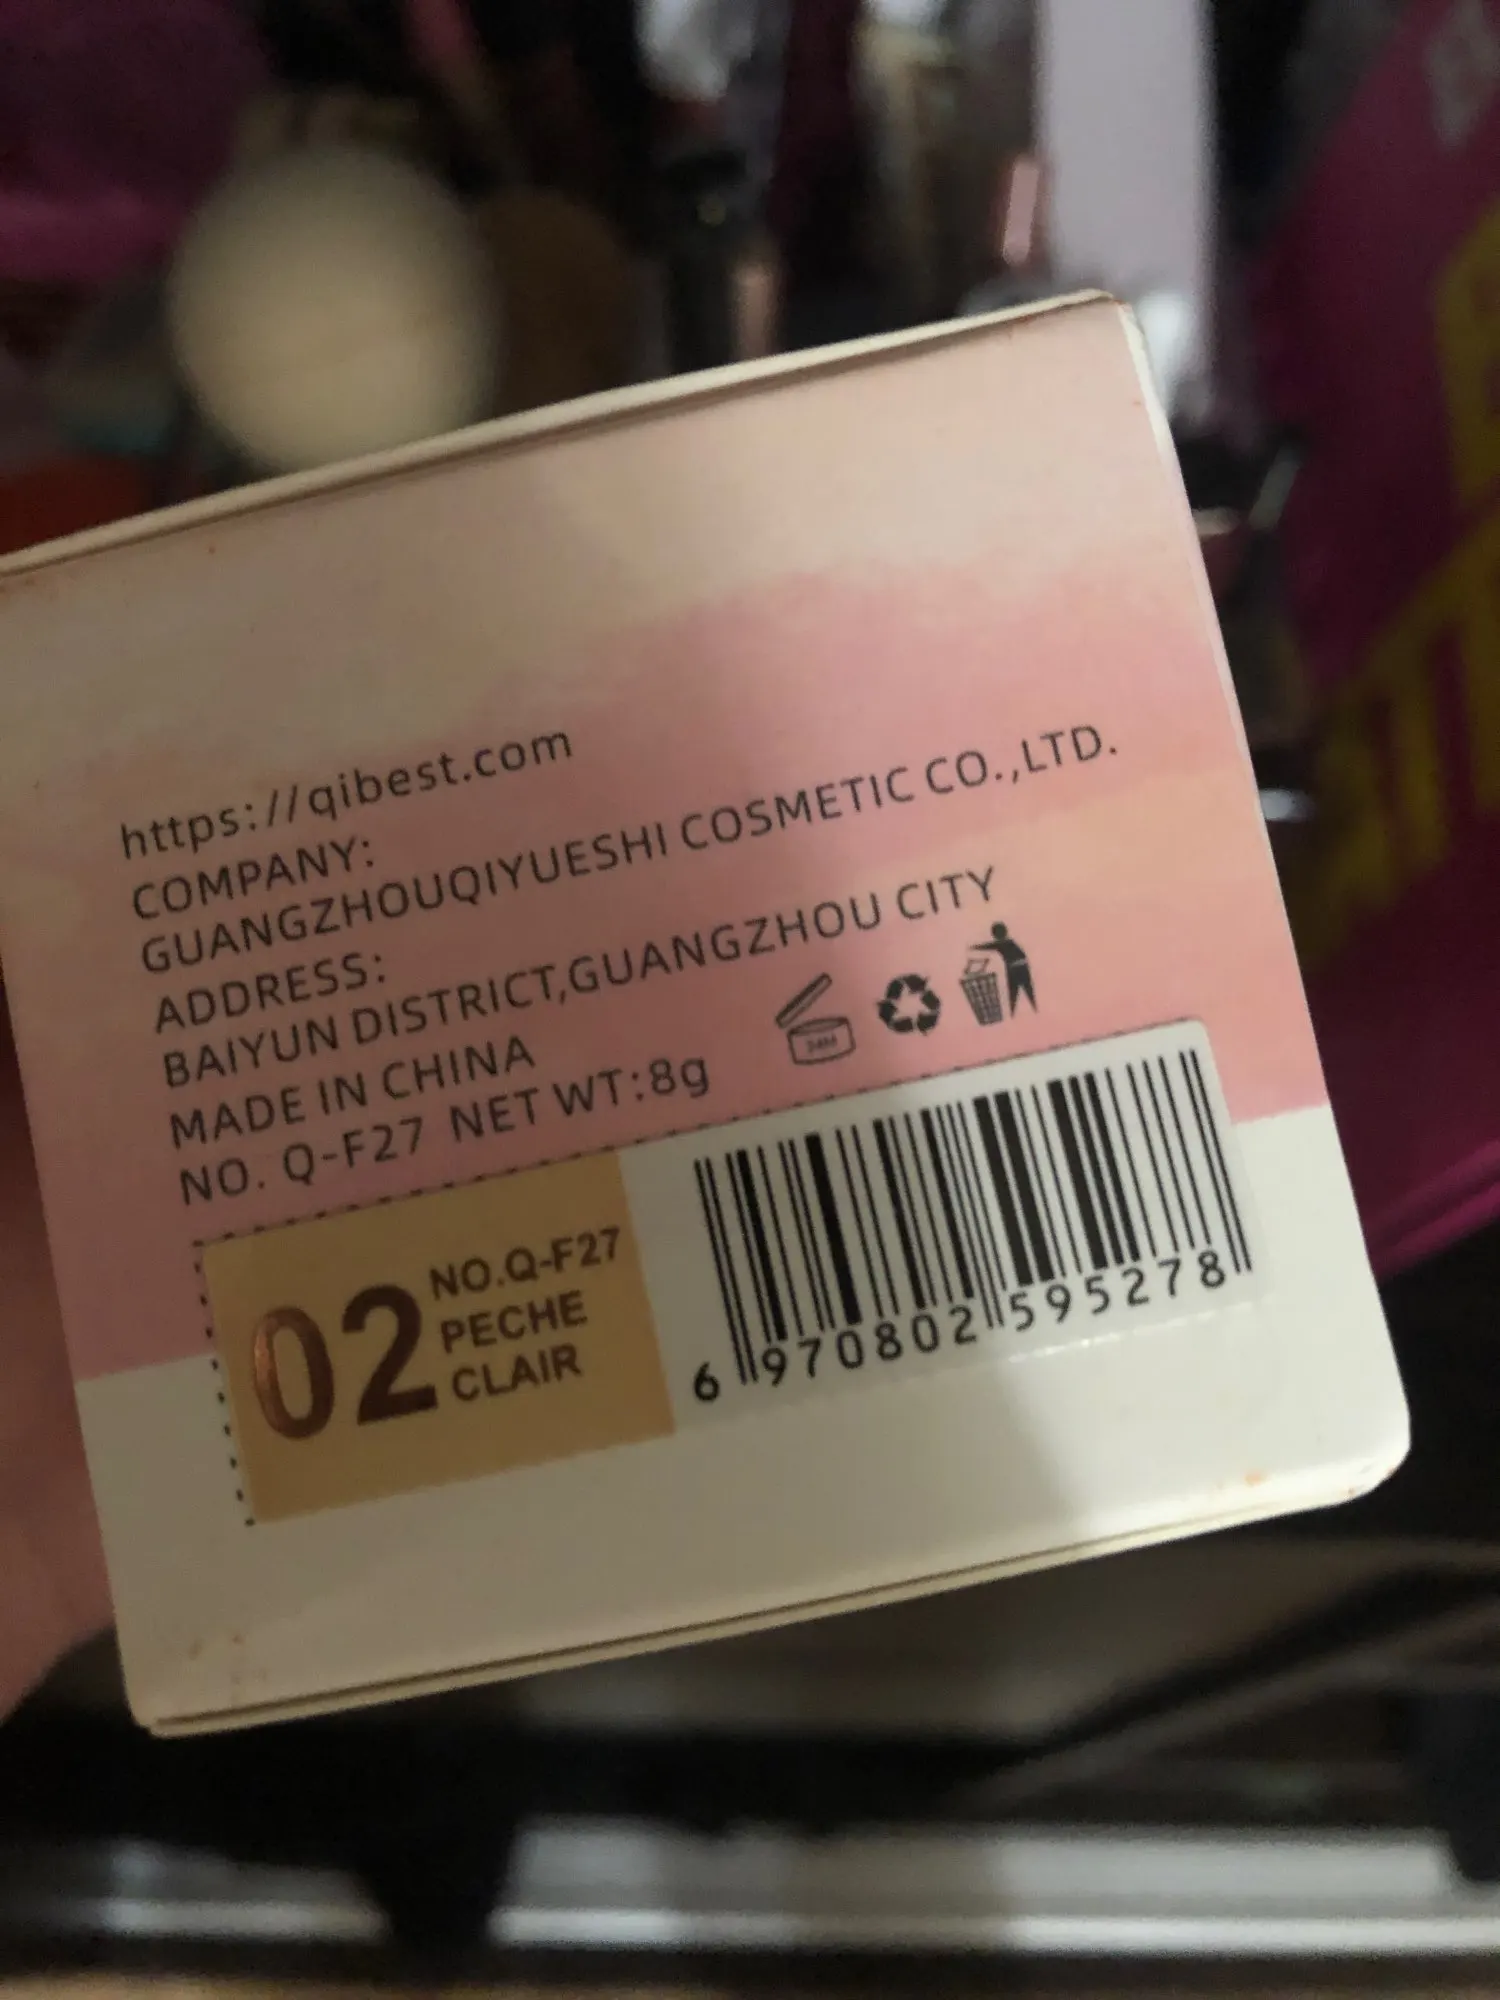 https://qibest.com
COMPANY:
GUANGZHOUQIYUESHI COSMETIC CO.,LTD.
ADDRESS:
BAIYUN DISTRICT,GUANGZHOU CITY
MADE IN CHINA
NO. Q-F27 NET WT:8g
24M
02
NO.Q-F27
PECHE
CLAIR
6 970802 595278